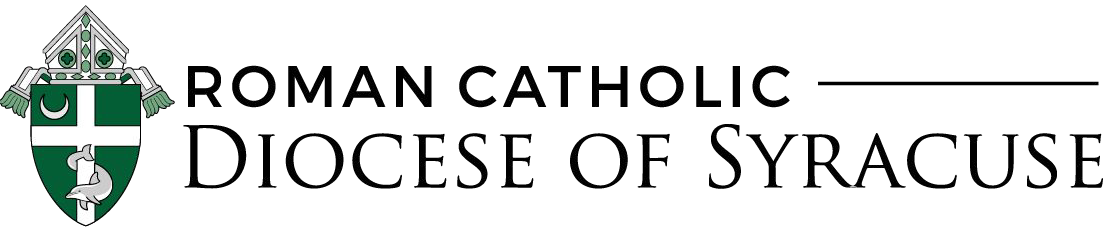 ROMAN CATHOLIC
DIOCESE OF SYRACUSE